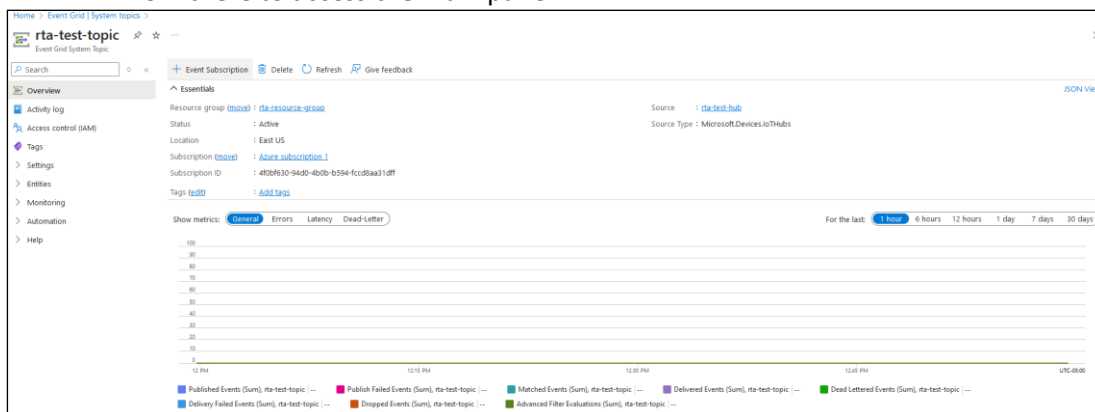 Home > Event Grid | System topics >
rta-test-topic
Event Grid System Topic
Search
+ Event Subscription Delete Refresh Give feedback
Overview
Activity log
Access control (IAM)
Tags
> Settings
> Entities
> Monitoring
> Automation
> Help
Essentials JSON Vie
Resource group (move) : rta-resource-group
Status : Active
Location : East US
Subscription (move) : Azure subscription 1
Subscription ID : 4f0bf630-94d0-4b0b-b594-fccd8aa31dff
Tags (edit) : Add tags
Source : rta-test-hub
Source Type : Microsoft.Devices.IoTHubs
Show metrics: General Errors Latency Dead-Letter
For the last: 1 hour 6 hours 12 hours 1 day 7 days 30 days
100
90
80
70
60
50
40
30
20
10
0
12 PM 12:15 PM 12:30 PM 12:45 PM UTC-05:00
Published Events (Sum), rta-test-topic | -- Publish Failed Events (Sum), rta-test-topic | -- Matched Events (Sum), rta-test-topic | -- Delivered Events (Sum), rta-test-topic | -- Dead Lettered Events (Sum), rta-test-topic | --
Delivery Failed Events (Sum), rta-test-topic | -- Dropped Events (Sum), rta-test-topic | -- Advanced Filter Evaluations (Sum), rta-test-topic | --